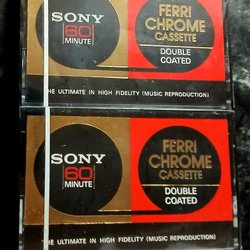 SONY
60
MINUTE
FERRI
CHROME
CASSETTE
DOUBLE
COATED
THE ULTIMATE IN HIGH FIDELITY (MUSIC REPRODUCTION)
SONY
60
MINUTE
FERRI
CHROME
CASSETTE
DOUBLE
COATED
THE ULTIMATE IN HIGH FIDELITY (MUSIC REPRODUCTION)